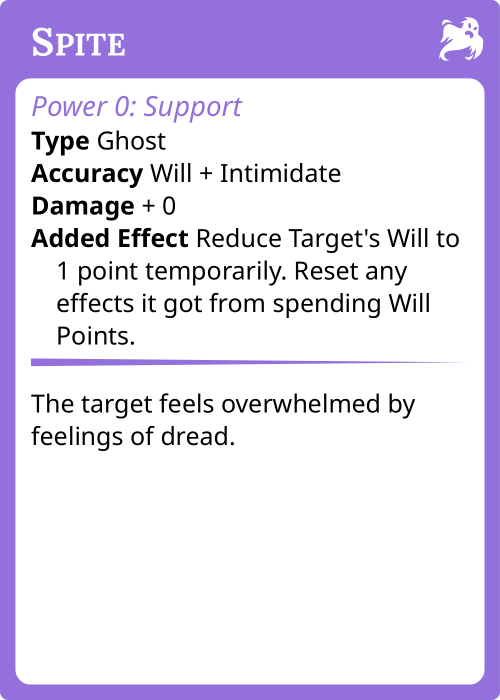 SPITE
Power 0: Support
Type Ghost
Accuracy Will + Intimidate
Damage + 0
Added Effect Reduce Target's Will to
1 point temporarily. Reset any
effects it got from spending Will
Points.
The target feels overwhelmed by
feelings of dread.